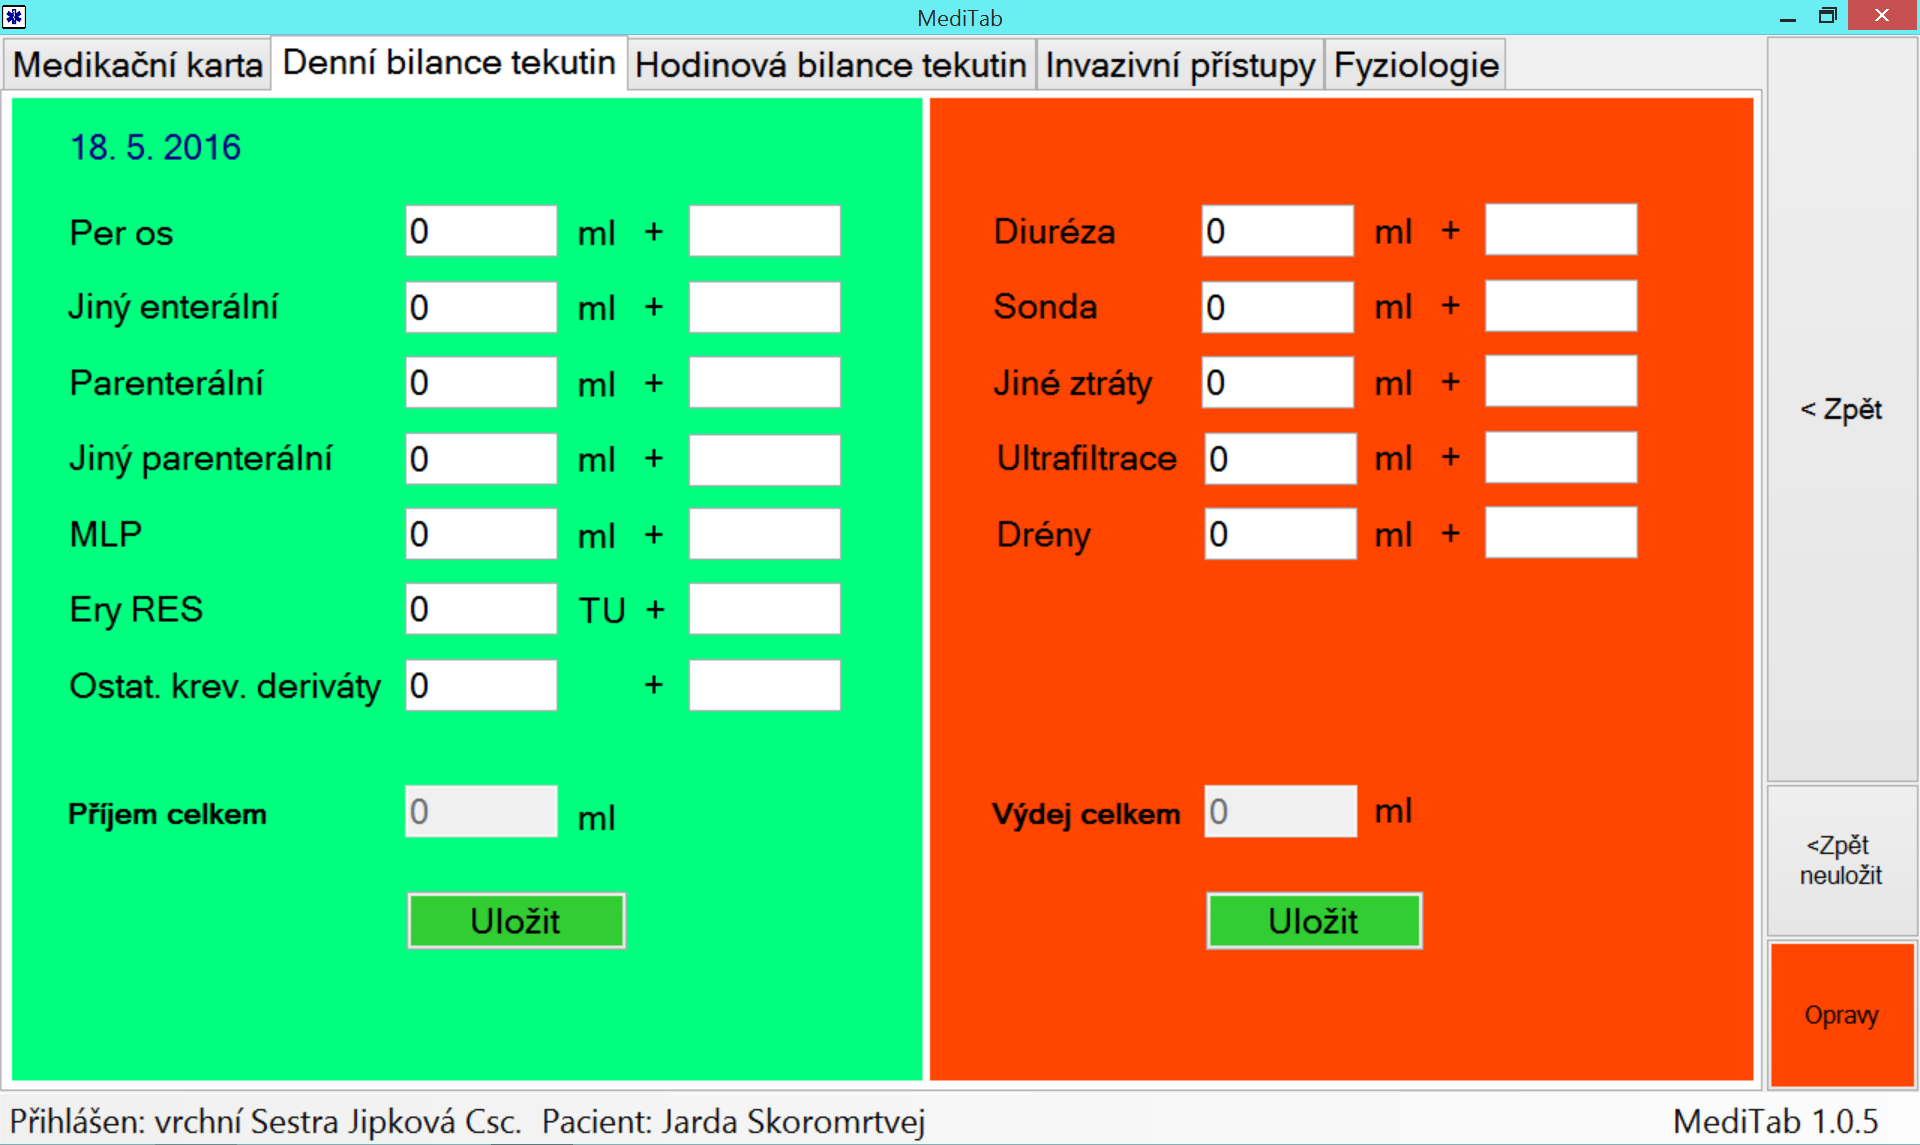 MediTab
Medikační karta Denní bilance tekutin Hodinová bilance tekutin Invazivní přístupy Fyziologie
18. 5. 2016
Per os 0 ml +
Jiný enterální 0 ml +
Parenterální 0 ml +
Jiný parenterální 0 ml +
MLP 0 ml +
Ery RES 0 TU +
Ostat. krev. deriváty 0 +
Příjem celkem 0 ml
Uložit
Diuréza 0 ml +
Sonda 0 ml +
Jiné ztráty 0 ml +
Ultrafiltrace 0 ml +
Drény 0 ml +
Výdej celkem 0 ml
Uložit
< Zpět
<Zpět
neuložit
Opravy
Přihlášen: vrchní Sestra Jipková Csc. Pacient: Jarda Skoromrtvej
MediTab 1.0.5